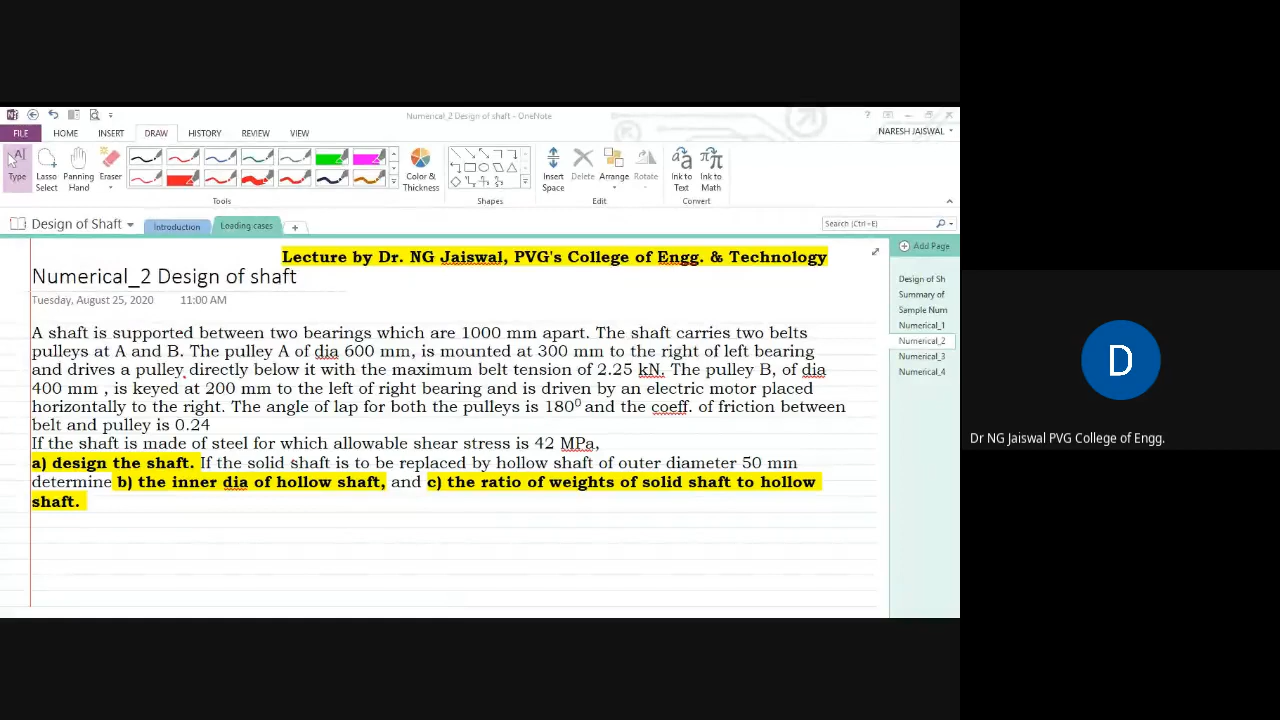 Numerical_2 Design of shaft - OneNote
FILE HOME INSERT DRAW HISTORY REVIEW VIEW
NARESH JAISWAL
Type
Lasso Select
Panning Hand
Eraser
Color & Thickness
Insert Space
Delete
Arrange
Rotate
Ink to Text
Ink to Math
Tools
Shapes
Edit
Convert
Design of Shaft
Introduction
Loading cases
Search (Ctrl+E)
Add Page
Design of Sh
Summary of
Sample Num
Numerical_1
Numerical_2
Numerical_3
Numerical_4
Lecture by Dr. NG Jaiswal, PVG's College of Engg. & Technology
Numerical_2 Design of shaft
Tuesday, August 25, 2020 11:00 AM
A shaft is supported between two bearings which are 1000 mm apart. The shaft carries two belts
pulleys at A and B. The pulley A of dia 600 mm, is mounted at 300 mm to the right of left bearing
and drives a pulley directly below it with the maximum belt tension of 2.25 kN. The pulley B, of dia
400 mm , is keyed at 200 mm to the left of right bearing and is driven by an electric motor placed
horizontally to the right. The angle of lap for both the pulleys is 180⁰ and the coeff. of friction between
belt and pulley is 0.24
If the shaft is made of steel for which allowable shear stress is 42 MPa,
a) design the shaft. If the solid shaft is to be replaced by hollow shaft of outer diameter 50 mm
determine b) the inner dia of hollow shaft, and c) the ratio of weights of solid shaft to hollow
shaft.
D
Dr NG Jaiswal PVG College of Engg.